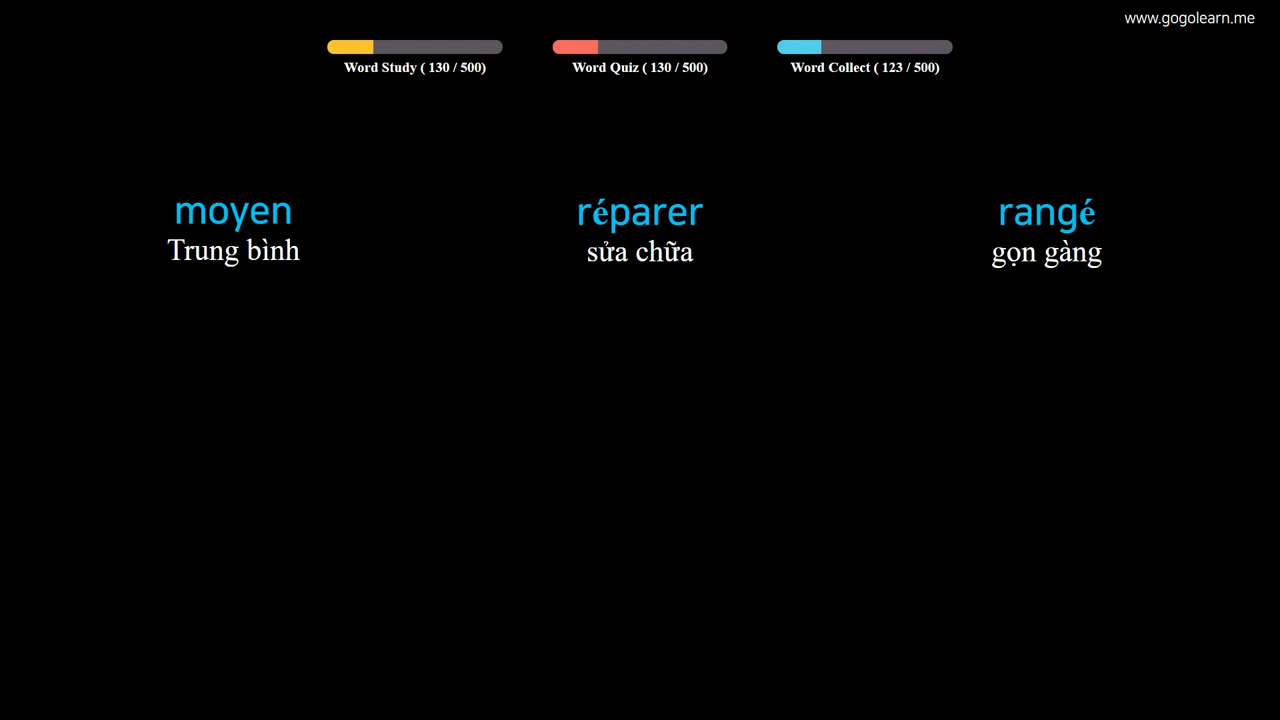 www.gogolearn.me
Word Study ( 130 / 500)
Word Quiz ( 130 / 500)
Word Collect ( 123 / 500)
moyen
Trung bình
réparer
sửa chữa
rangé
gọn gàng